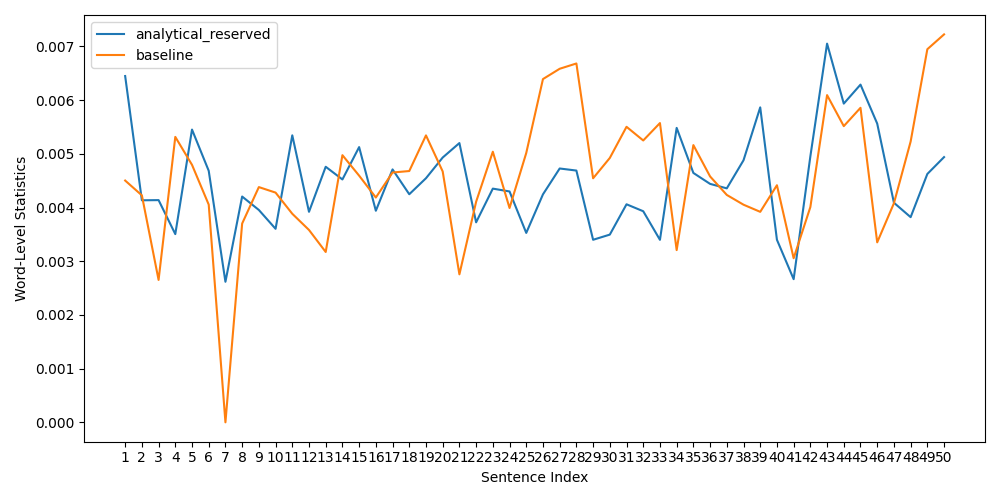 analytical_reserved
baseline
0.007
0.006
0.005
0.004
0.003
0.002
0.001
0.000
Word-Level Statistics
1 2 3 4 5 6 7 8 9 10 11 12 13 14 15 16 17 18 19 20 21 22 23 24 25 26 27 28 29 30 31 32 33 34 35 36 37 38 39 40 41 42 43 44 45 46 47 48 49 50
Sentence Index